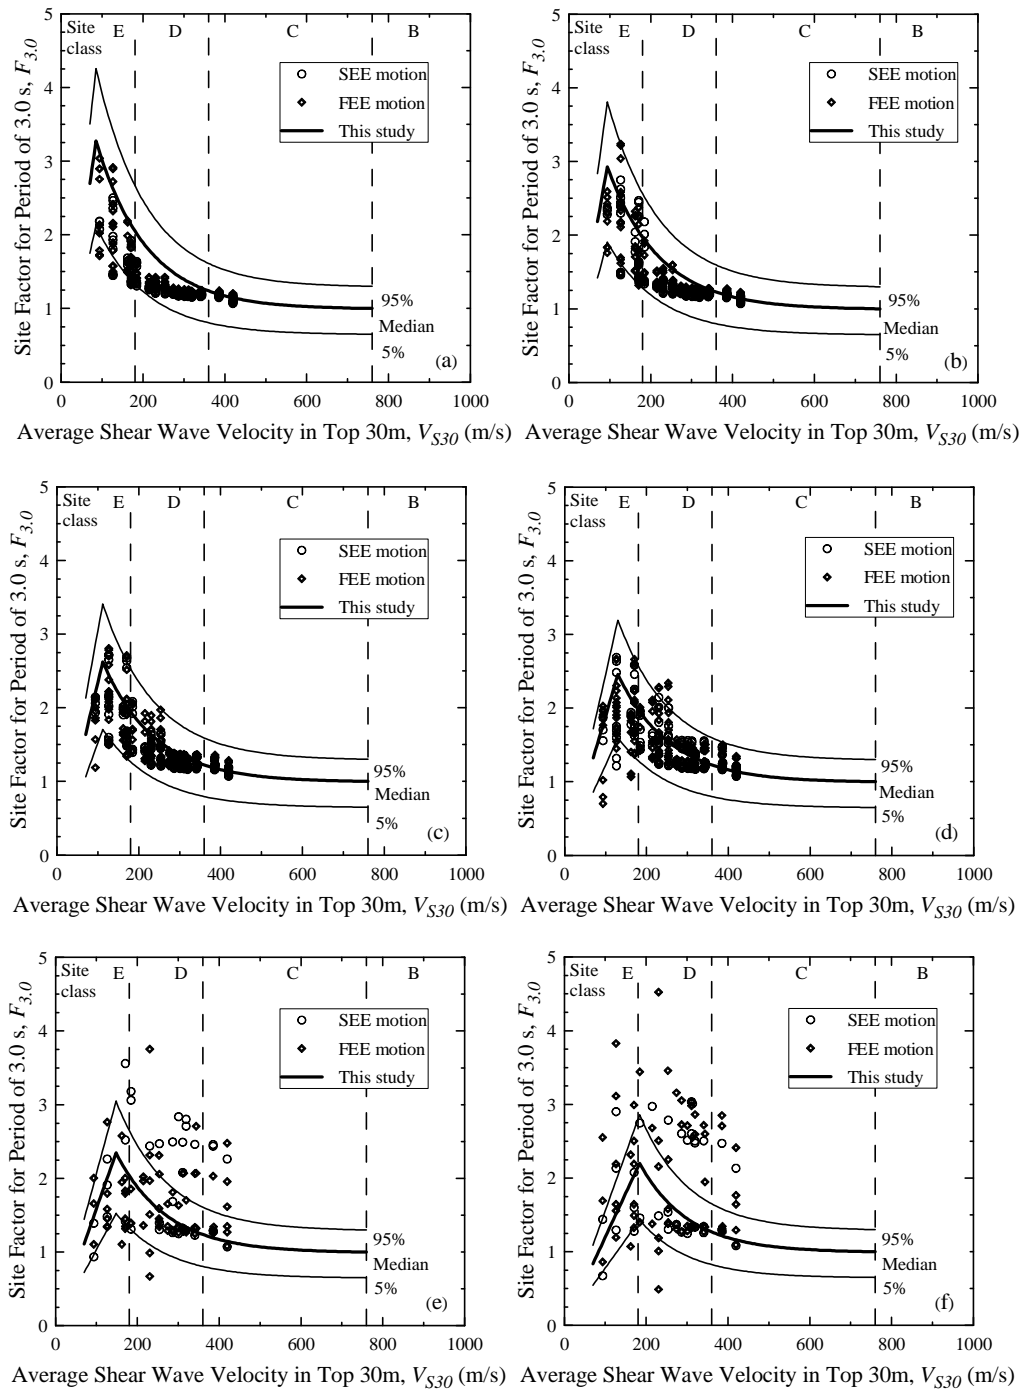 Site Factor for Period of 3.0 s, F3.0
5
4
3
2
1
0
Site class
E
D
C
B
SEE motion
FEE motion
This study
95%
Median
5%
(a)
0 200 400 600 800 1000
Average Shear Wave Velocity in Top 30m, VS30 (m/s)
Site Factor for Period of 3.0 s, F3.0
5
4
3
2
1
0
Site class
E
D
C
B
SEE motion
FEE motion
This study
95%
Median
5%
(b)
0 200 400 600 800 1000
Average Shear Wave Velocity in Top 30m, VS30 (m/s)
Site Factor for Period of 3.0 s, F3.0
5
4
3
2
1
0
Site class
E
D
C
B
SEE motion
FEE motion
This study
95%
Median
5%
(c)
0 200 400 600 800 1000
Average Shear Wave Velocity in Top 30m, VS30 (m/s)
Site Factor for Period of 3.0 s, F3.0
5
4
3
2
1
0
Site class
E
D
C
B
SEE motion
FEE motion
This study
95%
Median
5%
(d)
0 200 400 600 800 1000
Average Shear Wave Velocity in Top 30m, VS30 (m/s)
Site Factor for Period of 3.0 s, F3.0
5
4
3
2
1
0
Site class
E
D
C
B
SEE motion
FEE motion
This study
95%
Median
5%
(e)
0 200 400 600 800 1000
Average Shear Wave Velocity in Top 30m, VS30 (m/s)
Site Factor for Period of 3.0 s, F3.0
5
4
3
2
1
0
Site class
E
D
C
B
SEE motion
FEE motion
This study
95%
Median
5%
(f)
0 200 400 600 800 1000
Average Shear Wave Velocity in Top 30m, VS30 (m/s)